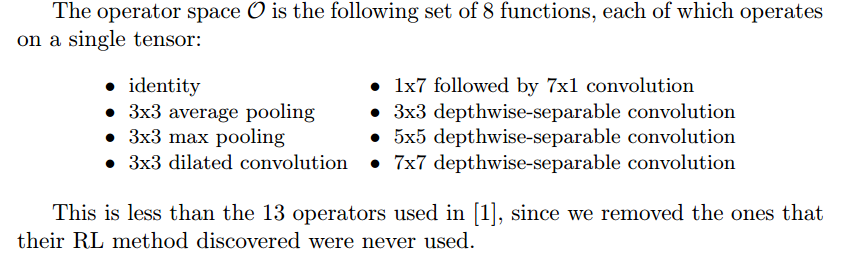 The operator space 𝒪 is the following set of 8 functions, each of which operates
on a single tensor:
• identity
• 3x3 average pooling
• 3x3 max pooling
• 3x3 dilated convolution
• 1x7 followed by 7x1 convolution
• 3x3 depthwise-separable convolution
• 5x5 depthwise-separable convolution
• 7x7 depthwise-separable convolution
This is less than the 13 operators used in [1], since we removed the ones that
their RL method discovered were never used.